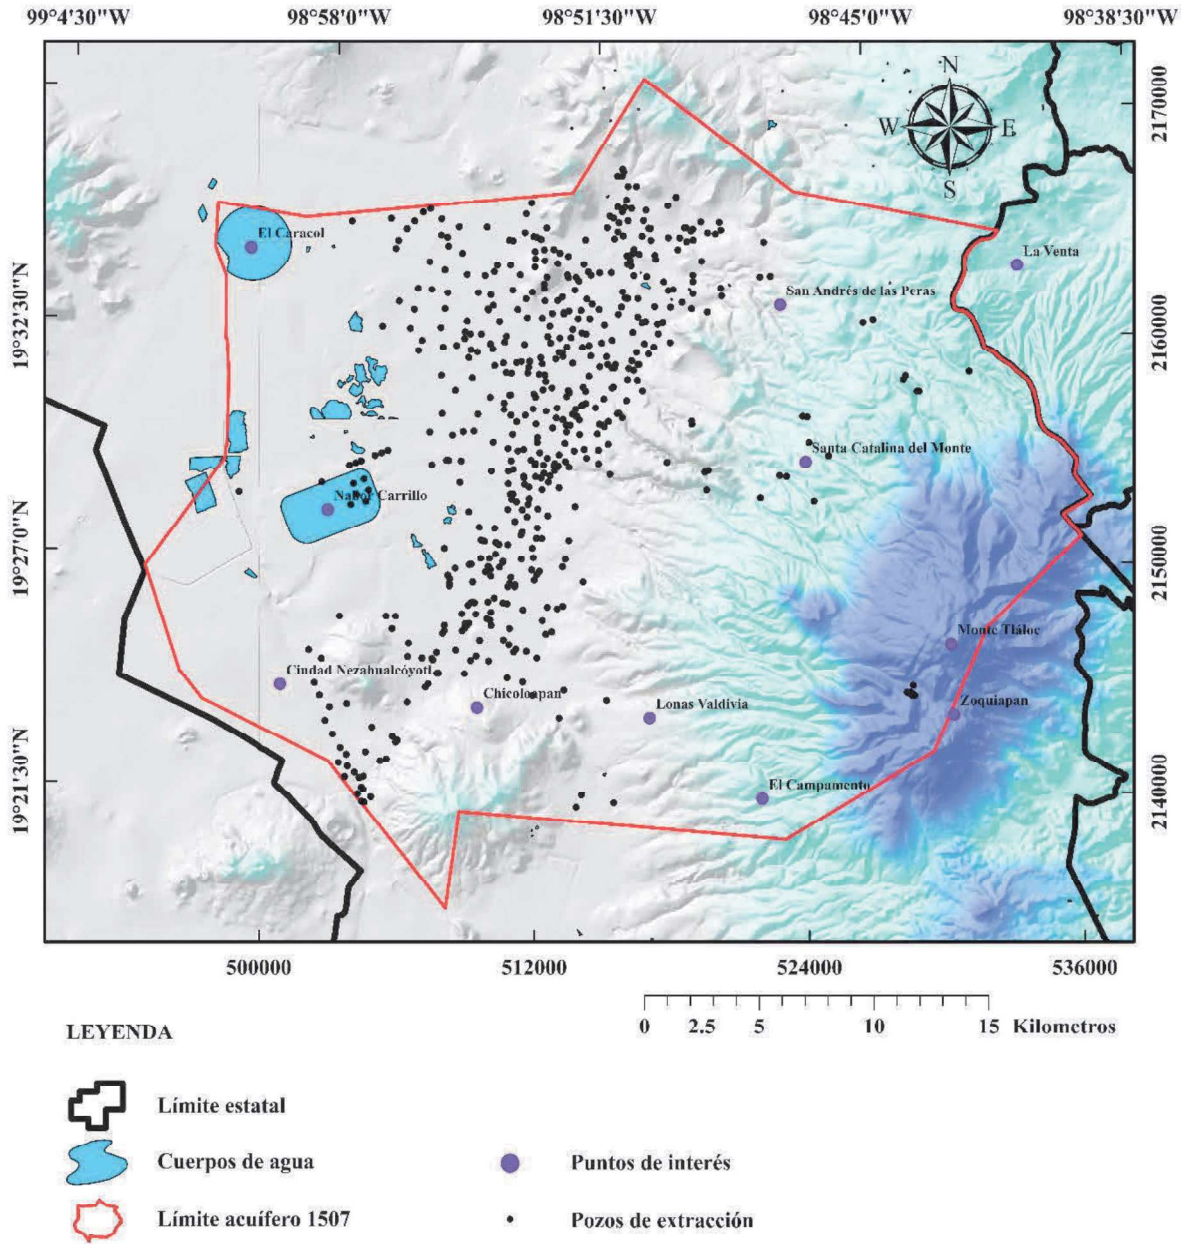 99°4'30"W 98°58'0"W 98°51'30"W 98°45'0"W 98°38'30"W
N
W E
S
2170000
El Caracol
La Venta
San Andrés de las Peras
19°32'30"N
2160000
Santa Catalina del Monte
Nabor Carrillo
19°27'0"N
2150000
Monte Tláloc
Ciudad Nezahualcóyotl
Chicoloapan
Lonas Valdivia
Zoquiapan
19°21'30"N
El Campamento
2140000
500000 512000 524000 536000
0 2.5 5 10 15 Kilometros
LEYENDA
Límite estatal
Cuerpos de agua
Puntos de interés
Límite acuífero 1507
Pozos de extracción